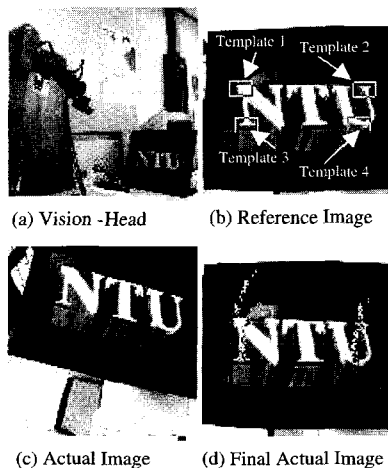 NTU
Template 1
Template 2
NTU
Template 3
Template 4
(a) Vision -Head
(b) Reference Image
NTU
NTU
(c) Actual Image
(d) Final Actual Image